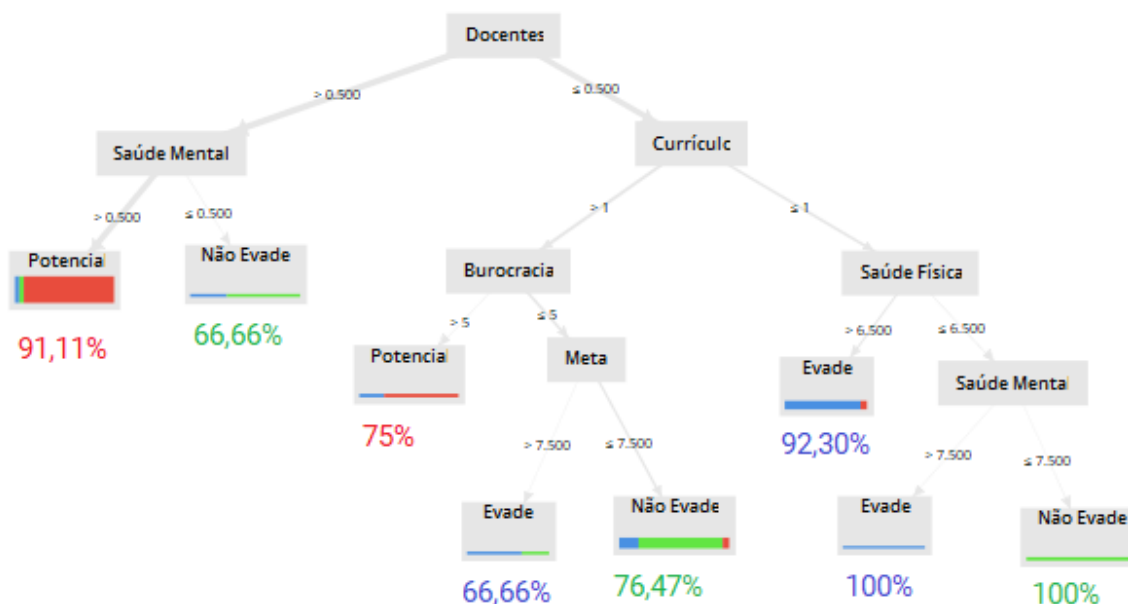 Docentes
> 0.500
≤ 0.500
Saúde Mental
Currículo
> 0.500
≤ 0.500
> 1
≤ 1
Potencial
Não Evade
Burocracia
Saúde Física
91,11%
66,66%
> 5
≤ 5
> 6.500
≤ 6.500
Potencial
Meta
Evade
Saúde Mental
75%
92,30%
> 7.500
≤ 7.500
> 7.500
≤ 7.500
Evade
Não Evade
Evade
Não Evade
66,66%
76,47%
100%
100%